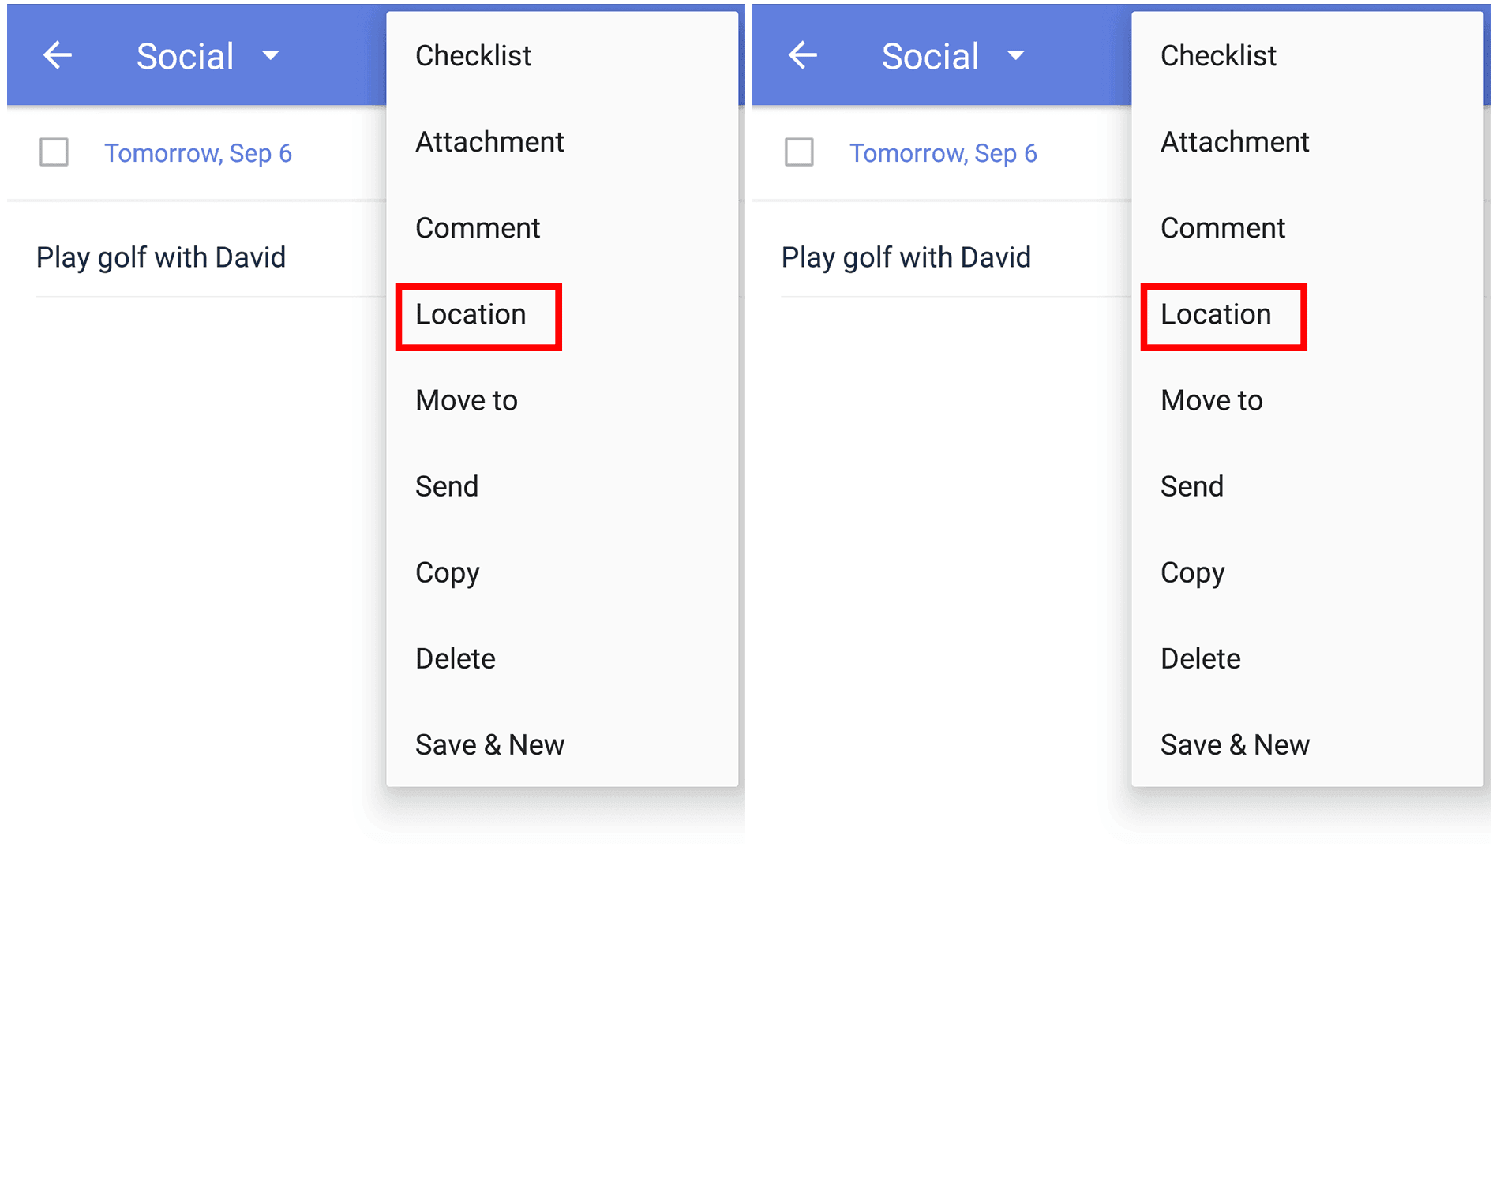 Social
Tomorrow, Sep 6
Play golf with David
Checklist
Attachment
Comment
Location
Move to
Send
Copy
Delete
Save & New
Social
Tomorrow, Sep 6
Play golf with David
Checklist
Attachment
Comment
Location
Move to
Send
Copy
Delete
Save & New